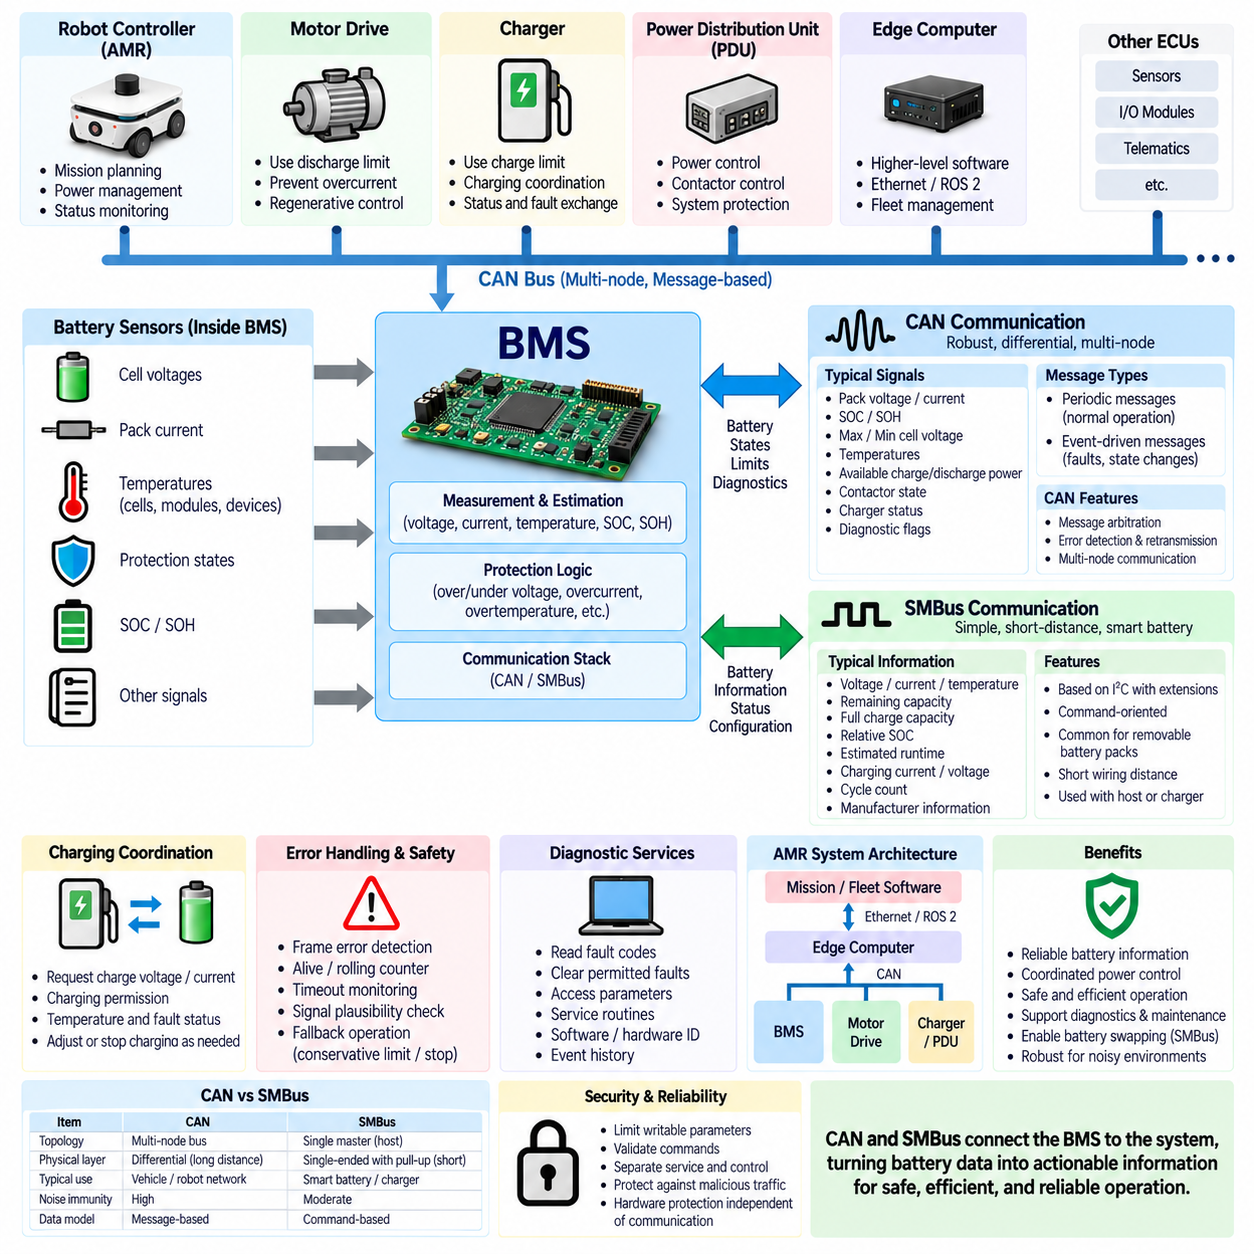 Robot Controller
(AMR)
• Mission planning
• Power management
• Status monitoring
Motor Drive
• Use discharge limit
• Prevent overcurrent
• Regenerative control
Charger
• Use charge limit
• Charging coordination
• Status and fault exchange
Power Distribution Unit
(PDU)
• Power control
• Contactor control
• System protection
Edge Computer
• Higher-level software
• Ethernet / ROS 2
• Fleet management
Other ECUs
Sensors
I/O Modules
Telematics
etc.
CAN Bus (Multi-node, Message-based)
Battery Sensors (Inside BMS)
Cell voltages
Pack current
Temperatures
(cells, modules, devices)
Protection states
SOC / SOH
Other signals
BMS
Measurement & Estimation
(voltage, current, temperature, SOC, SOH)
Protection Logic
(over/under voltage, overcurrent,
overtemperature, etc.)
Communication Stack
(CAN / SMBus)
Battery
States
Limits
Diagnostics
Battery
Information
Status
Configuration
CAN Communication
Robust, differential, multi-node
Typical Signals
• Pack voltage / current
• SOC / SOH
• Max / Min cell voltage
• Temperatures
• Available charge/discharge power
• Contactor state
• Charger status
• Diagnostic flags
Message Types
• Periodic messages
(normal operation)
• Event-driven messages
(faults, state changes)
CAN Features
• Message arbitration
• Error detection & retransmission
• Multi-node communication
SMBus Communication
Simple, short-distance, smart battery
Typical Information
• Voltage / current / temperature
• Remaining capacity
• Full charge capacity
• Relative SOC
• Estimated runtime
• Charging current / voltage
• Cycle count
• Manufacturer information
Features
• Based on I²C with extensions
• Command-oriented
• Common for removable
battery packs
• Short wiring distance
• Used with host or charger
Charging Coordination
• Request charge voltage / current
• Charging permission
• Temperature and fault status
• Adjust or stop charging as needed
Error Handling & Safety
• Frame error detection
• Alive / rolling counter
• Timeout monitoring
• Signal plausibility check
• Fallback operation
(conservative limit / stop)
Diagnostic Services
• Read fault codes
• Clear permitted faults
• Access parameters
• Service routines
• Software / hardware ID
• Event history
AMR System Architecture
Mission / Fleet Software
Ethernet / ROS 2
Edge Computer
CAN
BMS
Motor
Drive
Charger
/ PDU
Benefits
• Reliable battery information
• Coordinated power control
• Safe and efficient operation
• Support diagnostics & maintenance
• Enable battery swapping (SMBus)
• Robust for noisy environments
CAN vs SMBus
Item CAN SMBus
Topology Multi-node bus Single master (host)
Physical layer Differential (long distance) Single-ended with pull-up (short)
Typical use Vehicle / robot network Smart battery / charger
Noise immunity High Moderate
Data model Message-based Command-based
Security & Reliability
• Limit writable parameters
• Validate commands
• Separate service and control
• Protect against malicious traffic
• Hardware protection independent
of communication
CAN and SMBus connect the BMS to the system,
turning battery data into actionable information
for safe, efficient, and reliable operation.